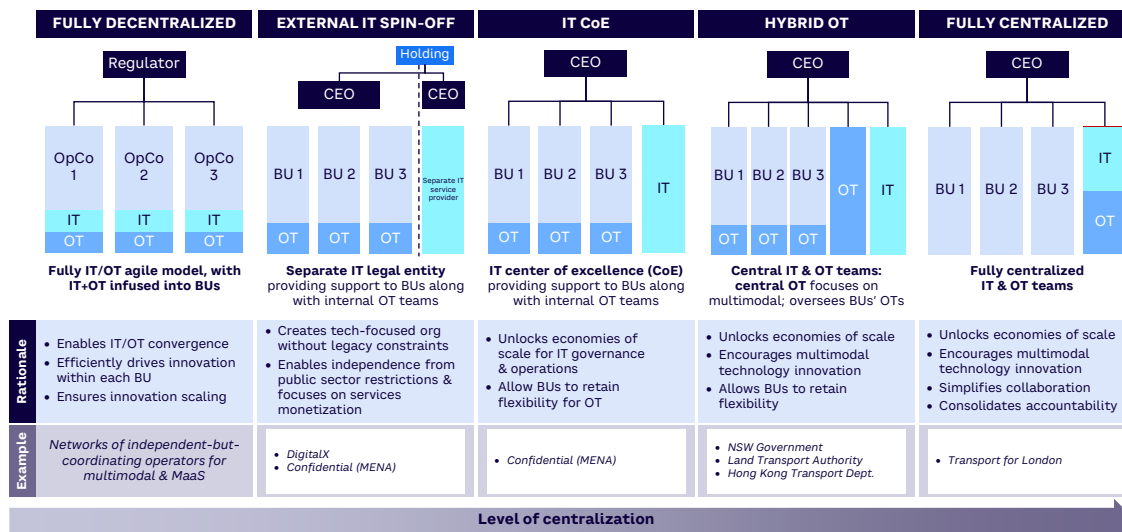 FULLY DECENTRALIZED
EXTERNAL IT SPIN-OFF
IT CoE
HYBRID OT
FULLY CENTRALIZED
Regulator
OpCo
1
OpCo
2
OpCo
3
IT
IT
IT
OT
OT
OT
Fully IT/OT agile model, with
IT+OT infused into BUs
Holding
CEO
CEO
BU 1
BU 2
BU 3
Separate IT
service
provider
OT
OT
OT
Separate IT legal entity
providing support to BUs along
with internal OT teams
CEO
BU 1
BU 2
BU 3
IT
OT
OT
OT
IT center of excellence (CoE)
providing support to BUs along
with internal OT teams
CEO
BU 1
BU 2
BU 3
OT
IT
OT
OT
OT
Central IT & OT teams:
central OT focuses on
multimodal; oversees BUs' OTs
CEO
BU 1
BU 2
BU 3
IT
OT
Fully centralized
IT & OT teams
Rationale
• Enables IT/OT convergence
• Efficiently drives innovation
within each BU
• Ensures innovation scaling
• Creates tech-focused org
without legacy constraints
• Enables independence from
public sector restrictions &
focuses on services
monetization
• Unlocks economies of
scale for IT governance
& operations
• Allow BUs to retain
flexibility for OT
• Unlocks economies of scale
• Encourages multimodal
technology innovation
• Allows BUs to retain
flexibility
• Unlocks economies of scale
• Encourages multimodal
technology innovation
• Simplifies collaboration
• Consolidates accountability
Example
Networks of independent-but-
coordinating operators for
multimodal & MaaS
• DigitalX
• Confidential (MENA)
• Confidential (MENA)
• NSW Government
• Land Transport Authority
• Hong Kong Transport Dept.
• Transport for London
Level of centralization